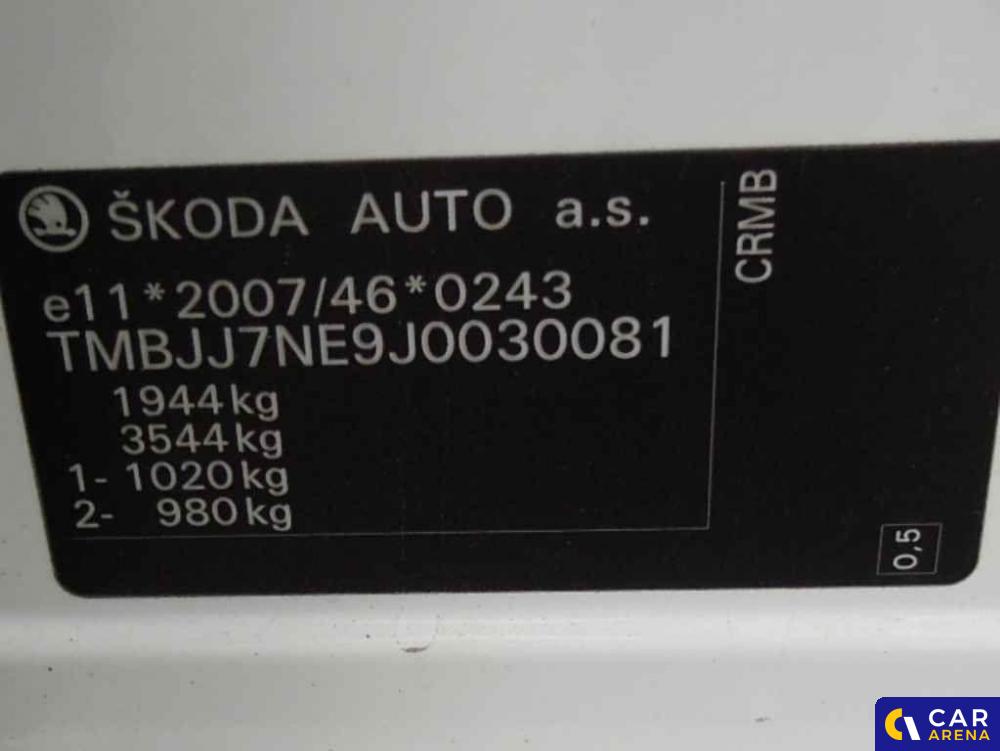 ŠKODA AUTO a.s.
e11*2007/46*0243
TMBJJ7NE9J0030081
1944kg
3544kg
1- 1020kg
2- 980kg
CRMB
0,5
CAR
ARENA